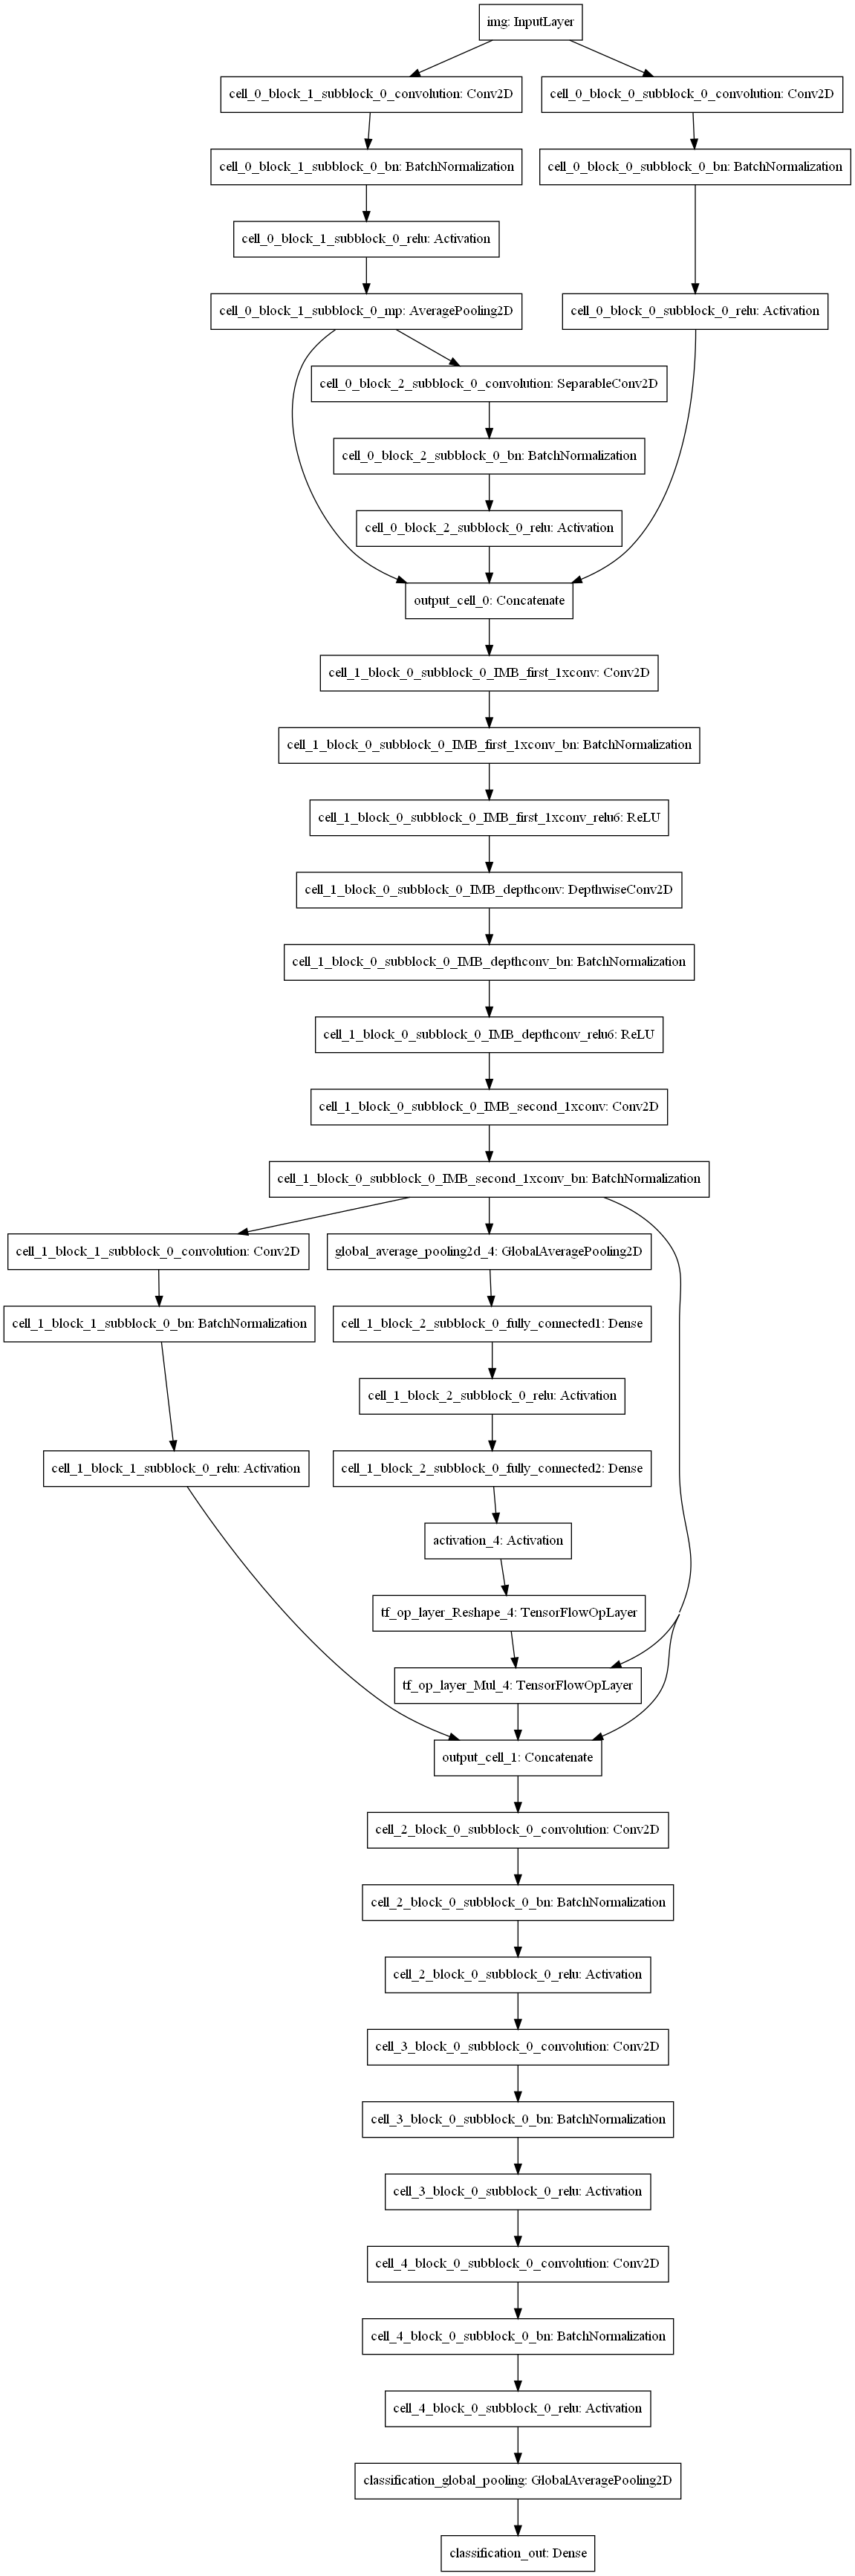 img: InputLayer
cell_0_block_1_subblock_0_convolution: Conv2D
cell_0_block_0_subblock_0_convolution: Conv2D
cell_0_block_1_subblock_0_bn: BatchNormalization
cell_0_block_0_subblock_0_bn: BatchNormalization
cell_0_block_1_subblock_0_relu: Activation
cell_0_block_1_subblock_0_mp: AveragePooling2D
cell_0_block_0_subblock_0_relu: Activation
cell_0_block_2_subblock_0_convolution: SeparableConv2D
cell_0_block_2_subblock_0_bn: BatchNormalization
cell_0_block_2_subblock_0_relu: Activation
output_cell_0: Concatenate
cell_1_block_0_subblock_0_IMB_first_1xconv: Conv2D
cell_1_block_0_subblock_0_IMB_first_1xconv_bn: BatchNormalization
cell_1_block_0_subblock_0_IMB_first_1xconv_relu6: ReLU
cell_1_block_0_subblock_0_IMB_depthconv: DepthwiseConv2D
cell_1_block_0_subblock_0_IMB_depthconv_bn: BatchNormalization
cell_1_block_0_subblock_0_IMB_depthconv_relu6: ReLU
cell_1_block_0_subblock_0_IMB_second_1xconv: Conv2D
cell_1_block_0_subblock_0_IMB_second_1xconv_bn: BatchNormalization
cell_1_block_1_subblock_0_convolution: Conv2D
global_average_pooling2d_4: GlobalAveragePooling2D
cell_1_block_1_subblock_0_bn: BatchNormalization
cell_1_block_2_subblock_0_fully_connected1: Dense
cell_1_block_2_subblock_0_relu: Activation
cell_1_block_1_subblock_0_relu: Activation
cell_1_block_2_subblock_0_fully_connected2: Dense
activation_4: Activation
tf_op_layer_Reshape_4: TensorFlowOpLayer
tf_op_layer_Mul_4: TensorFlowOpLayer
output_cell_1: Concatenate
cell_2_block_0_subblock_0_convolution: Conv2D
cell_2_block_0_subblock_0_bn: BatchNormalization
cell_2_block_0_subblock_0_relu: Activation
cell_3_block_0_subblock_0_convolution: Conv2D
cell_3_block_0_subblock_0_bn: BatchNormalization
cell_3_block_0_subblock_0_relu: Activation
cell_4_block_0_subblock_0_convolution: Conv2D
cell_4_block_0_subblock_0_bn: BatchNormalization
cell_4_block_0_subblock_0_relu: Activation
classification_global_pooling: GlobalAveragePooling2D
classification_out: Dense